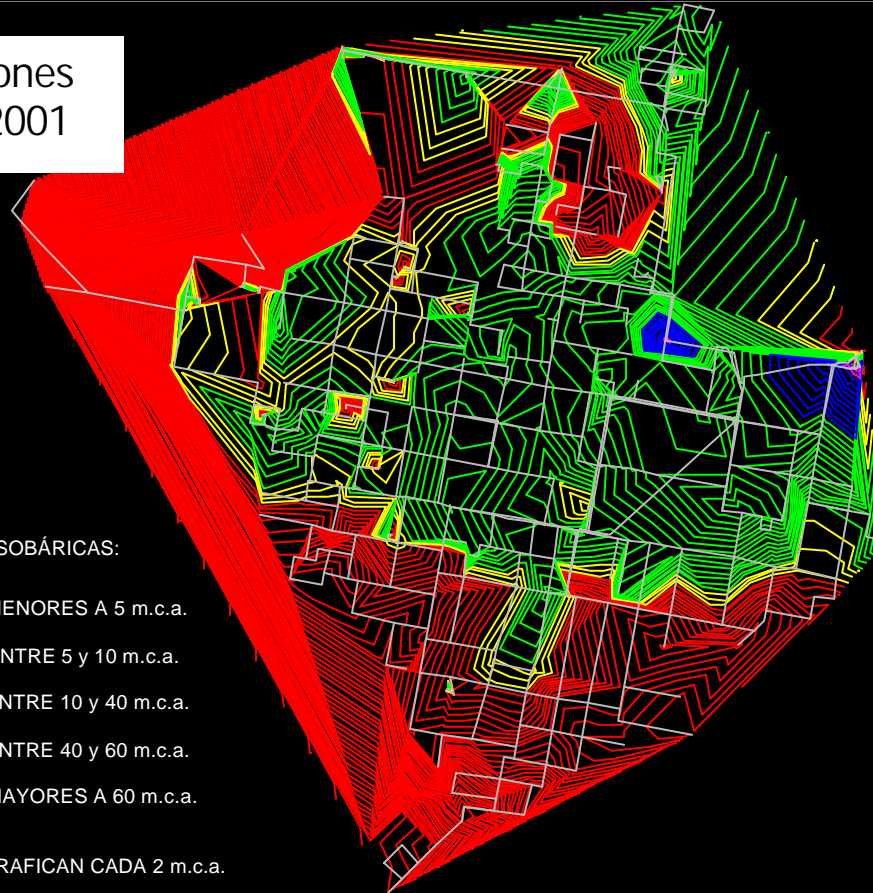 ones
2001
SOBÁRICAS:
MENORES A 5 m.c.a.
NTRE 5 y 10 m.c.a.
NTRE 10 y 40 m.c.a.
NTRE 40 y 60 m.c.a.
MAYORES A 60 m.c.a.
RAFICAN CADA 2 m.c.a.